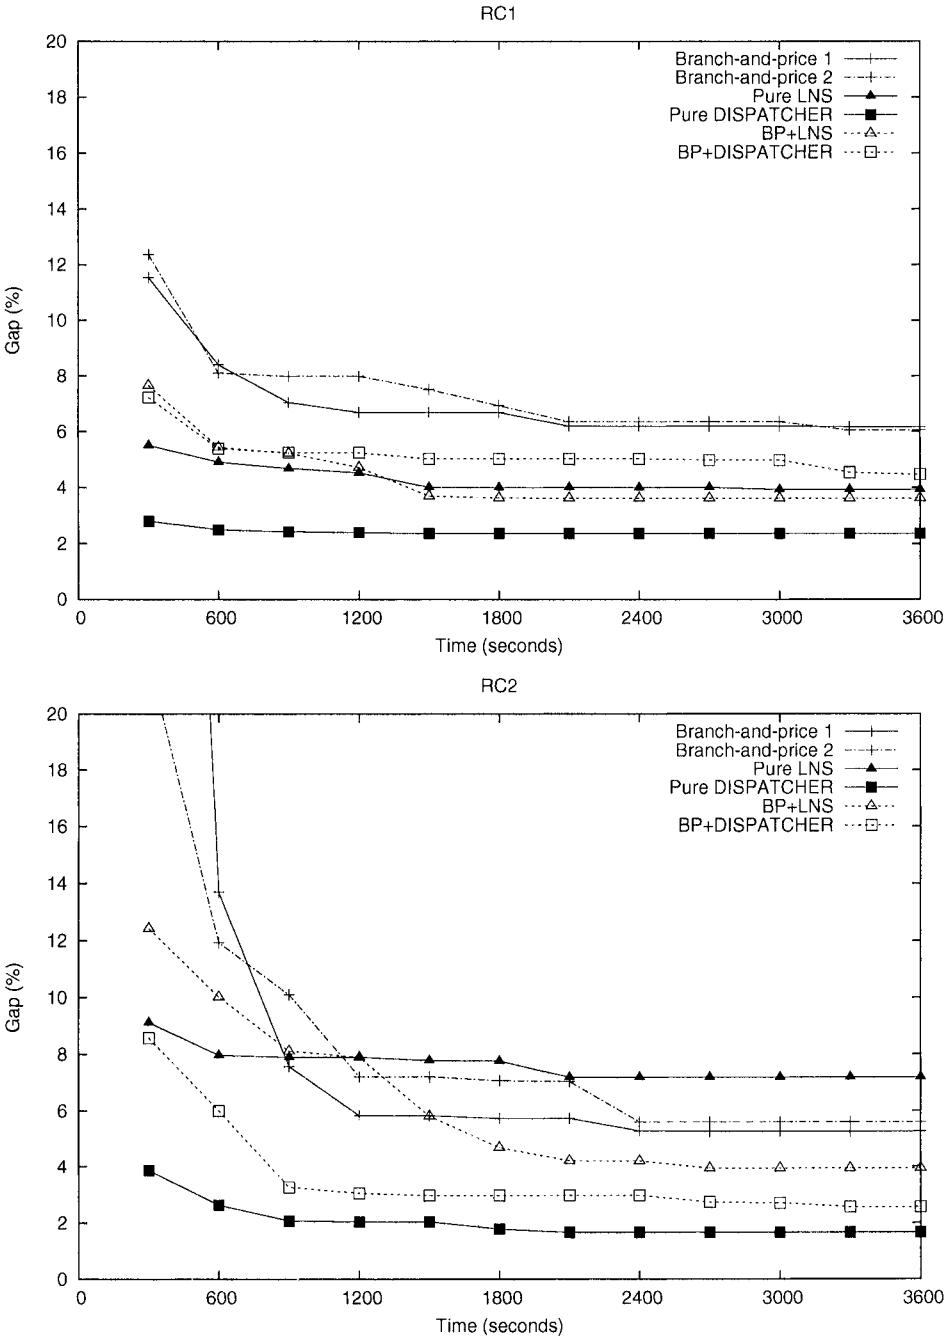 RC1
20
18
16
14
12
10
8
6
4
2
0
Gap (%)
Branch-and-price 1
Branch-and-price 2
Pure LNS
Pure DISPATCHER
BP+LNS
BP+DISPATCHER
0 600 1200 1800 2400 3000 3600
Time (seconds)
RC2
20
18
16
14
12
10
8
6
4
2
0
Gap (%)
Branch-and-price 1
Branch-and-price 2
Pure LNS
Pure DISPATCHER
BP+LNS
BP+DISPATCHER
0 600 1200 1800 2400 3000 3600
Time (seconds)